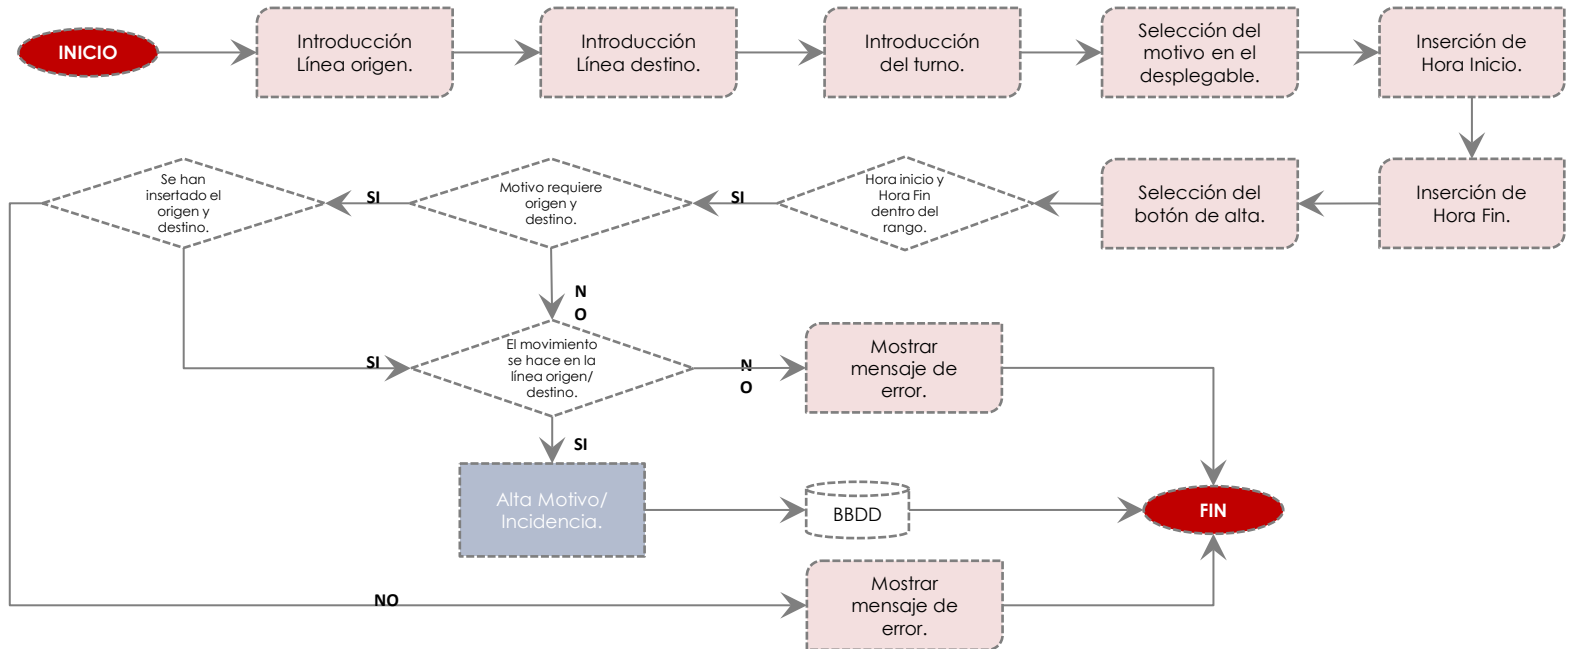 INICIO
Introducción
Línea origen.
Introducción
Línea destino.
Introducción
del turno.
Selección del
motivo en el
desplegable.
Inserción de
Hora Inicio.
Se han
insertado el
origen y
destino.
SI
Motivo requiere
origen y
destino.
SI
Hora inicio y
Hora Fin
dentro del
rango.
Selección del
botón de alta.
Inserción de
Hora Fin.
N
O
SI
El movimiento
se hace en la
línea origen/
destino.
N
O
Mostrar
mensaje de
error.
SI
Alta Motivo/
Incidencia.
BBDD
FIN
NO
Mostrar
mensaje de
error.